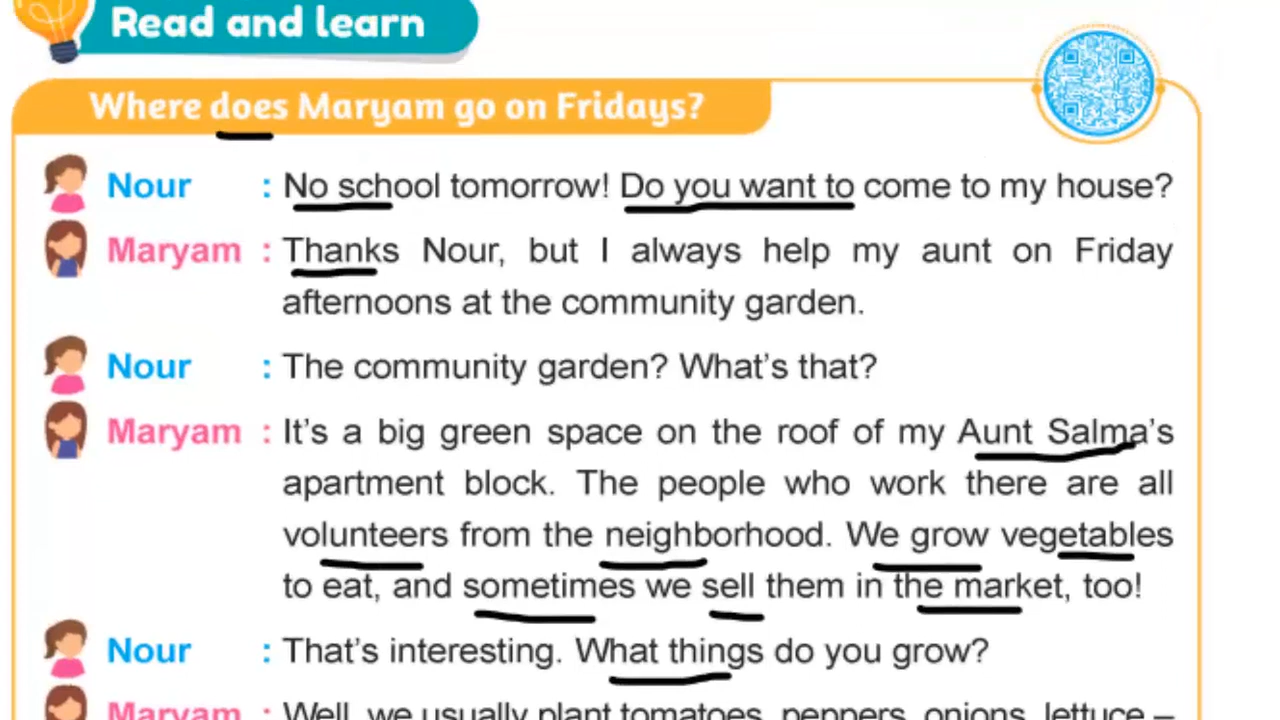 Read and learn
Where does Maryam go on Fridays?
Nour : No school tomorrow! Do you want to come to my house?
Maryam : Thanks Nour, but I always help my aunt on Friday
afternoons at the community garden.
Nour : The community garden? What's that?
Maryam : It's a big green space on the roof of my Aunt Salma's
apartment block. The people who work there are all
volunteers from the neighborhood. We grow vegetables
to eat, and sometimes we sell them in the market, too!
Nour : That's interesting. What things do you grow?
Maryam : Well, we usually plant tomatoes, peppers, onions, lettuce –